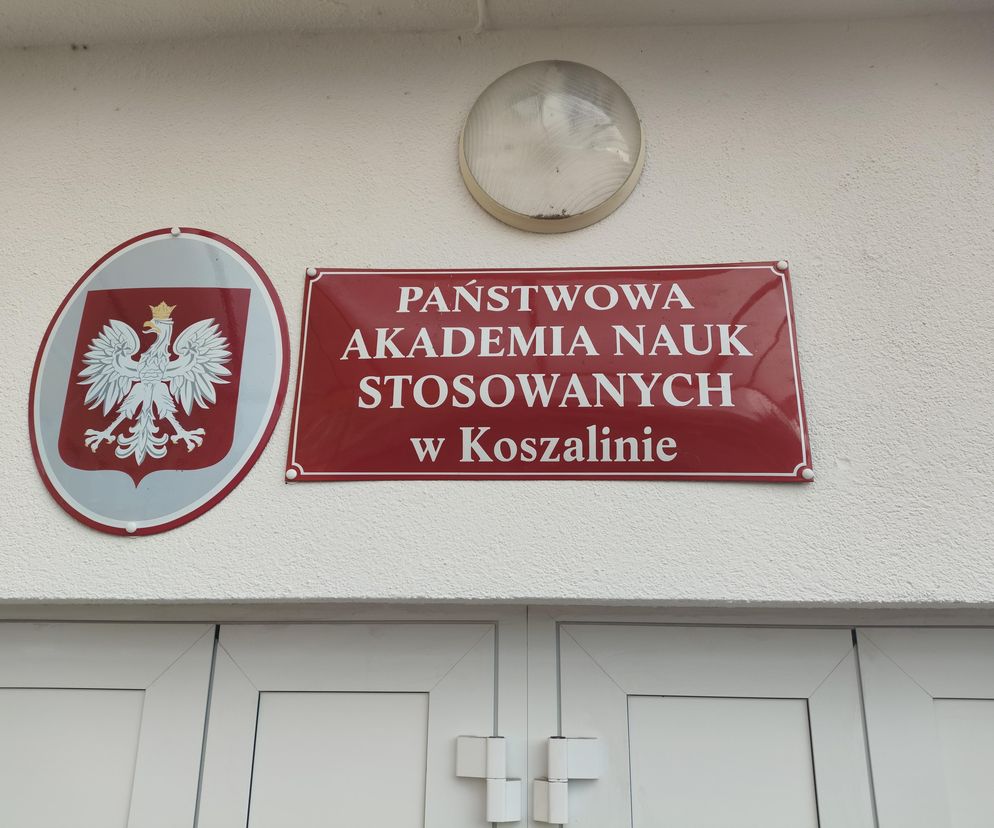 PAŃSTWOWA
AKADEMIA NAUK
STOSOWANYCH
w Koszalinie